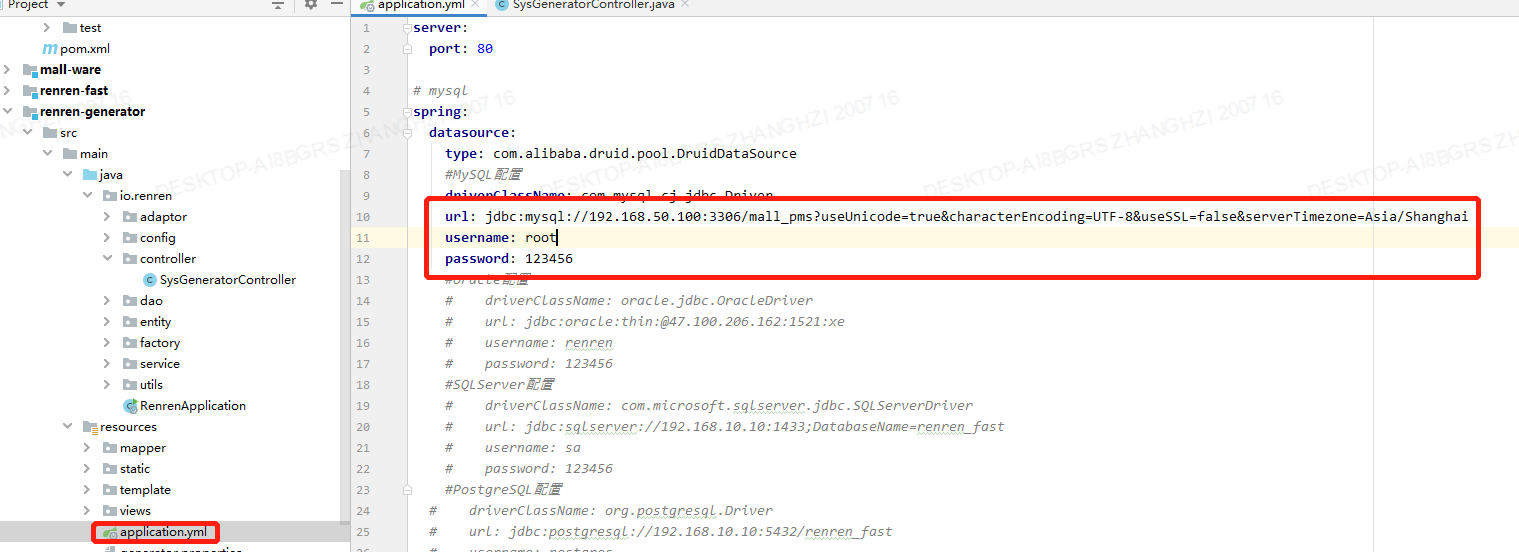 Project
application.yml
SysGeneratorController.java
test
pom.xml
mall-ware
renren-fast
renren-generator
src
main
java
io.renren
adaptor
config
controller
SysGeneratorController
dao
entity
factory
service
utils
RenrenApplication
resources
mapper
static
template
views
application.yml
generator.properties
1 server:
2 port: 80
3
4 # mysql
5 spring:
6 datasource:
7 type: com.alibaba.druid.pool.DruidDataSource
8 #MySQL配置
9 driverClassName: com.mysql.cj.jdbc.Driver
10 url: jdbc:mysql://192.168.50.100:3306/mall_pms?useUnicode=true&characterEncoding=UTF-8&useSSL=false&serverTimezone=Asia/Shanghai
11 username: root
12 password: 123456
13 #oracle配置
14 # driverClassName: oracle.jdbc.OracleDriver
15 # url: jdbc:oracle:thin:@47.100.206.162:1521:xe
16 # username: renren
17 # password: 123456
18 #SQLServer配置
19 # driverClassName: com.microsoft.sqlserver.jdbc.SQLServerDriver
20 # url: jdbc:sqlserver://192.168.10.10:1433;DatabaseName=renren_fast
21 # username: sa
22 # password: 123456
23 #PostgreSQL配置
24 # driverClassName: org.postgresql.Driver
25 # url: jdbc:postgresql://192.168.10.10:5432/renren_fast
26 # username: postgres
DESKTOP-AI8BGRS ZHANGHZI 2007 16
DESKTOP-AI8BGRS ZHANGHZI 2007 16
DESKTOP-AI8BGRS